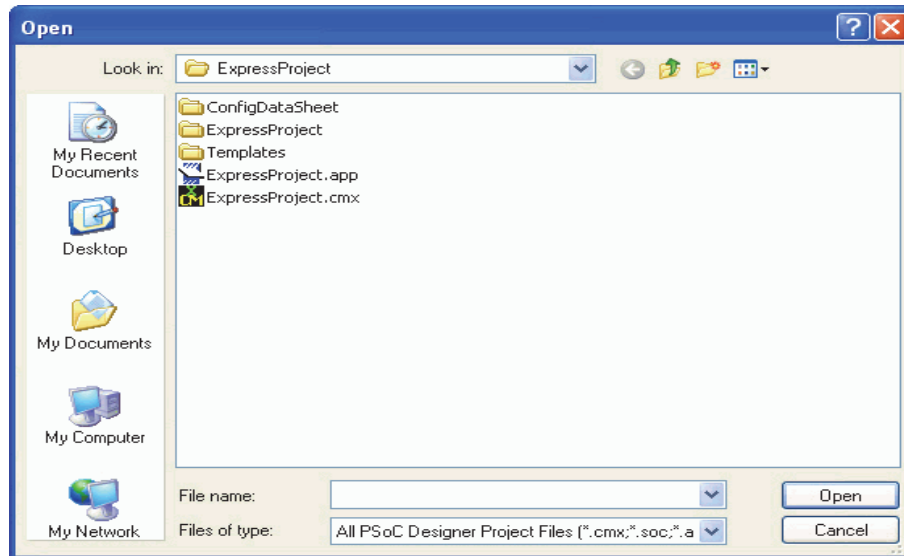 Open
Look in:
ExpressProject
ConfigDataSheet
ExpressProject
Templates
ExpressProject.app
ExpressProject.cmx
My Recent
Documents
Desktop
My Documents
My Computer
My Network
File name:
Open
Files of type:
All PSoC Designer Project Files (*.cmx;*.soc;*.a
Cancel